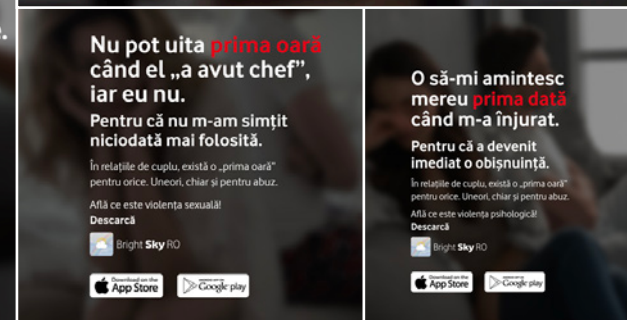 e.
Nu pot uita prima oară
când el „a avut chef”,
iar eu nu.
Pentru că nu m-am simțit
niciodată mai folosită.
În relațiile de cuplu, există o „prima oară”
pentru orice. Uneori, chiar și pentru abuz.
Află ce este violența sexuală!
Descarcă
Bright Sky RO
Download on the
App Store
Google play
O să-mi amintesc
mereu prima dată
când m-a înjurat.
Pentru că a devenit
imediat o obișnuință.
În relațiile de cuplu, există o „prima oară”
pentru orice. Uneori, chiar și pentru abuz.
Află ce este violența psihologică!
Descarcă
Bright Sky RO
Download on the
App Store
Google play